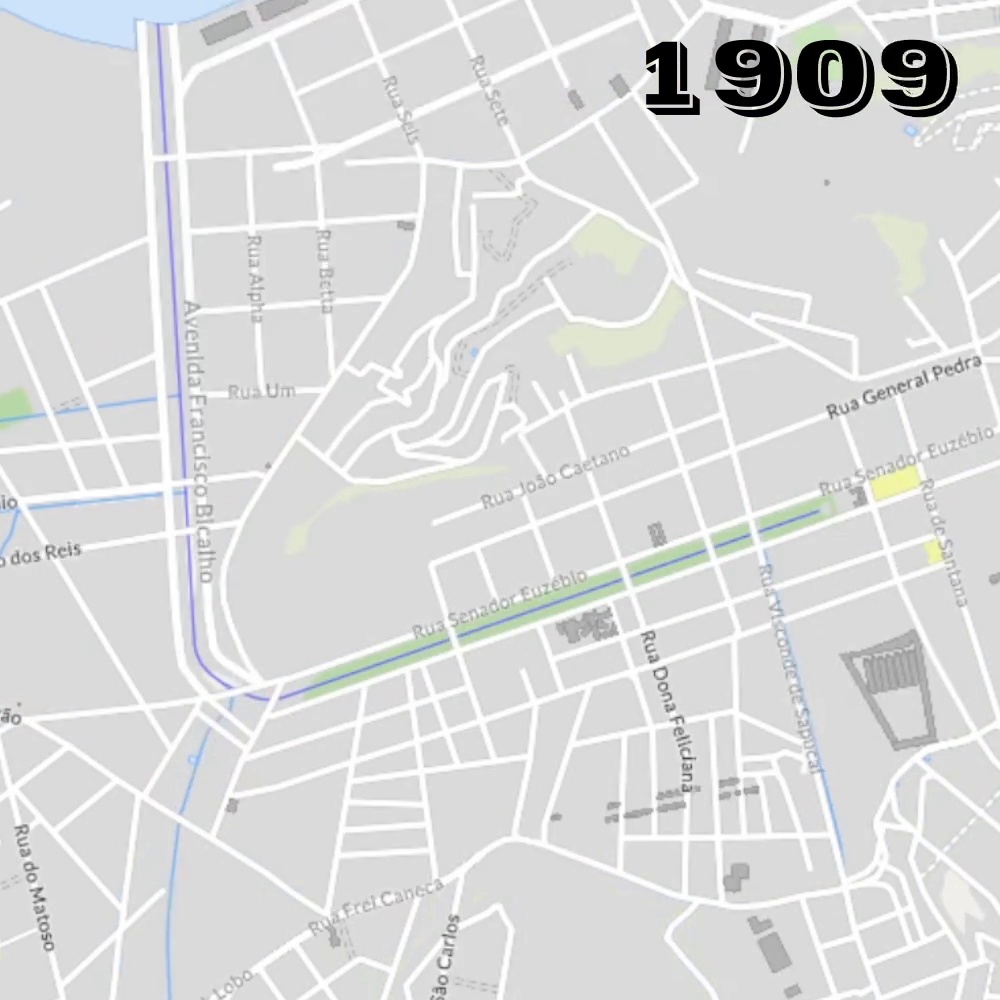 1909
Rua Seis
Rua Sete
Rua Alpha
Rua Betta
Avenida Francisco Bicalho
Rua Um
Rua General Pedra
Rua Senador Euzébio
Rua João Caetano
Rua de Santana
io
o dos Reis
Rua Senador Euzébio
Rua Visconde de Sapucaí
Rua Dona Feliciana
ão
Rua do Matoso
Rua Frei Caneca
São Carlos
Lobo